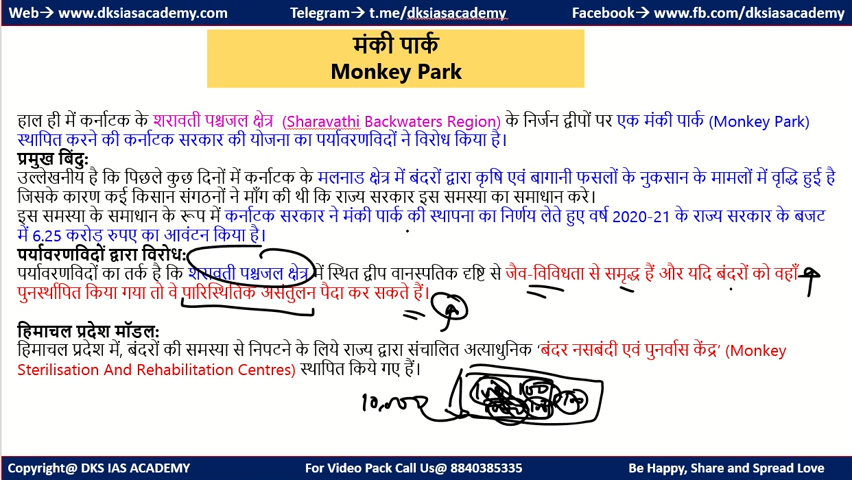 Web→ www.dksiasacademy.com Telegram→ t.me/dksiasacademy Facebook→ www.fb.com/dksiasacademy
मंकी पार्क
Monkey Park
हाल ही में कर्नाटक के शरावती पश्चजल क्षेत्र (Sharavathi Backwaters Region) के निर्जन द्वीपों पर एक मंकी पार्क (Monkey Park)
स्थापित करने की कर्नाटक सरकार की योजना का पर्यावरणविदों ने विरोध किया है।
प्रमुख बिंदु:
उल्लेखनीय है कि पिछले कुछ दिनों में कर्नाटक के मलनाड क्षेत्र में बंदरों द्वारा कृषि एवं बागानी फसलों के नुकसान के मामलों में वृद्धि हुई है
जिसके कारण कई किसान संगठनों ने माँग की थी कि राज्य सरकार इस समस्या का समाधान करे।
इस समस्या के समाधान के रूप में कर्नाटक सरकार ने मंकी पार्क की स्थापना का निर्णय लेते हुए वर्ष 2020-21 के राज्य सरकार के बजट
में 6.25 करोड़ रुपए का आवंटन किया है।
पर्यावरणविदों द्वारा विरोध:
पर्यावरणविदों का तर्क है कि शरावती पश्चजल क्षेत्र में स्थित द्वीप वानस्पतिक दृष्टि से जैव-विविधता से समृद्ध हैं और यदि बंदरों को वहाँ
पुनर्स्थापित किया गया तो वे पारिस्थितिक असंतुलन पैदा कर सकते हैं।
हिमाचल प्रदेश मॉडल:
हिमाचल प्रदेश में, बंदरों की समस्या से निपटने के लिये राज्य द्वारा संचालित अत्याधुनिक ‘बंदर नसबंदी एवं पुनर्वास केंद्र’ (Monkey
Sterilisation And Rehabilitation Centres) स्थापित किये गए हैं।
10,000 100 100
Copyright@ DKS IAS ACADEMY For Video Pack Call Us@ 8840385335 Be Happy, Share and Spread Love